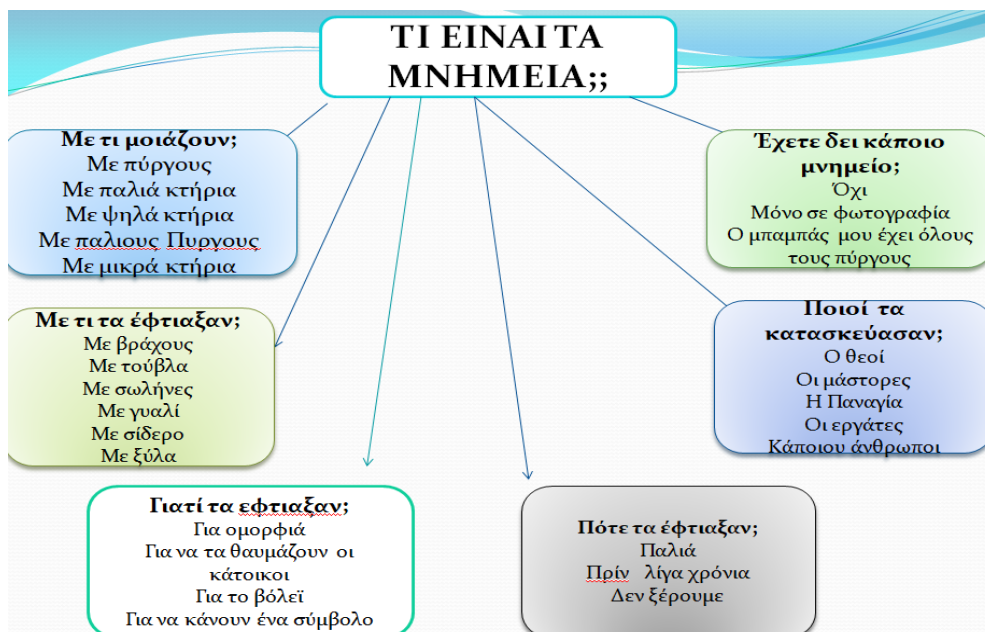 ΤΙ ΕΙΝΑΙ ΤΑ
ΜΝΗΜΕΙΑ;;
Με τι μοιάζουν;
Με πύργους
Με παλιά κτήρια
Με ψηλά κτήρια
Με παλιους Πυργους
Με μικρά κτήρια
Έχετε δει κάποιο
μνημείο;
Όχι
Μόνο σε φωτογραφία
Ο μπαμπάς μου έχει όλους
τους πύργους
Με τι τα έφτιαξαν;
Με βράχους
Με τούβλα
Με σωλήνες
Με γυαλί
Με σίδερο
Με ξύλα
Ποιοί τα
κατασκεύασαν;
Ο θεοί
Οι μάστορες
Η Παναγία
Οι εργάτες
Κάποιου άνθρωποι
Γιατί τα εφτιαξαν;
Για ομορφιά
Για να τα θαυμάζουν οι
κάτοικοι
Για το βόλεϊ
Για να κάνουν ένα σύμβολο
Πότε τα έφτιαξαν;
Παλιά
Πρίν λίγα χρόνια
Δεν ξέρουμε